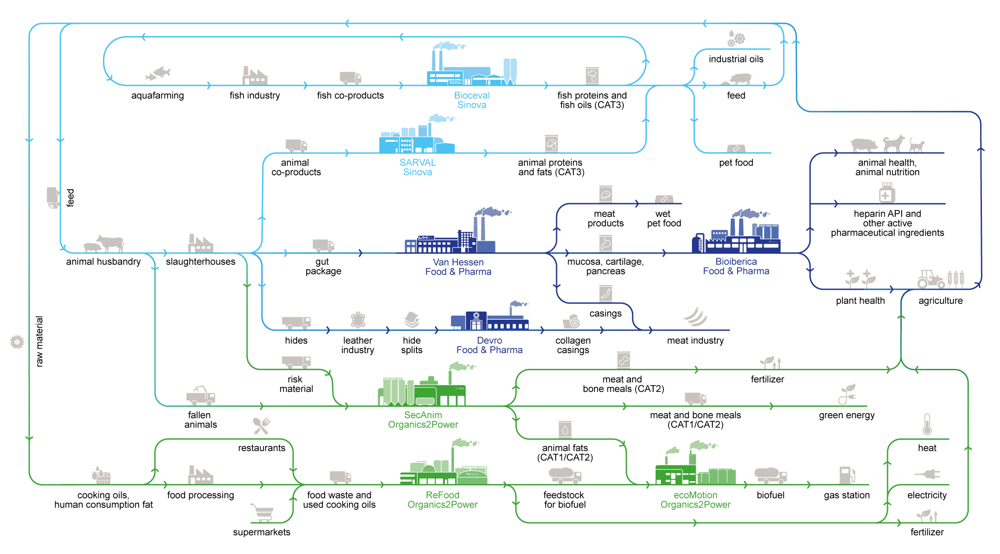 industrial oils
aquafarming
fish industry
fish co-products
Bioceval
Sinova
fish proteins and
fish oils (CAT3)
feed
animal
co-products
SARVAL
Sinova
animal proteins
and fats (CAT3)
pet food
animal health,
animal nutrition
feed
meat
products
wet
pet food
heparin API and
other active
pharmaceutical ingredients
animal husbandry
slaughterhouses
gut
package
VH
Van Hessen
Food & Pharma
mucosa, cartilage,
pancreas
Bioiberica
Food & Pharma
plant health
agriculture
casings
raw material
hides
leather
industry
hide
splits
DEVRO
Devro
Food & Pharma
collagen
casings
meat industry
risk
material
meat and
bone meals (CAT2)
fertilizer
fallen
animals
SecAnim
Organics2Power
meat and bone meals
(CAT1/CAT2)
green energy
restaurants
animal fats
(CAT1/CAT2)
heat
ReFood
cooking oils,
human consumption fat
food processing
food waste and
used cooking oils
ReFood
Organics2Power
feedstock
for biofuel
ecoMotion
Organics2Power
biofuel
gas station
electricity
supermarkets
fertilizer